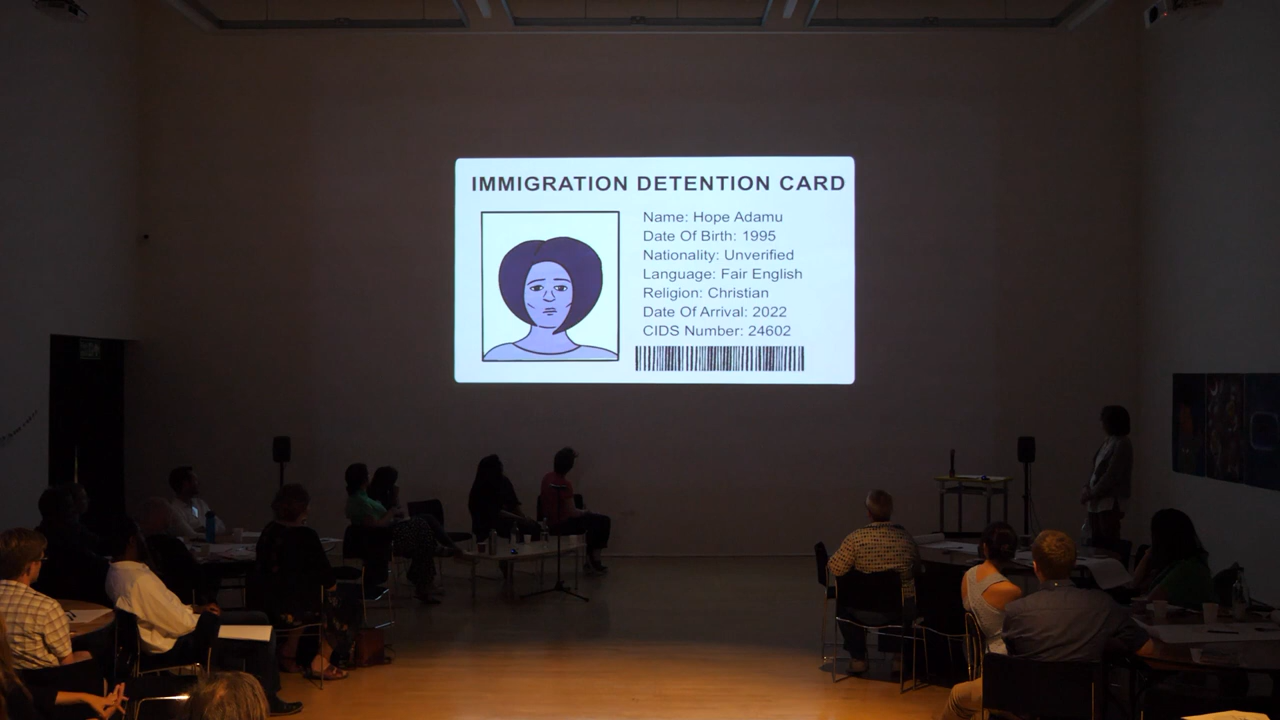 IMMIGRATION DETENTION CARD
Name: Hope Adamu
Date Of Birth: 1995
Nationality: Unverified
Language: Fair English
Religion: Christian
Date Of Arrival: 2022
CIDS Number: 24602